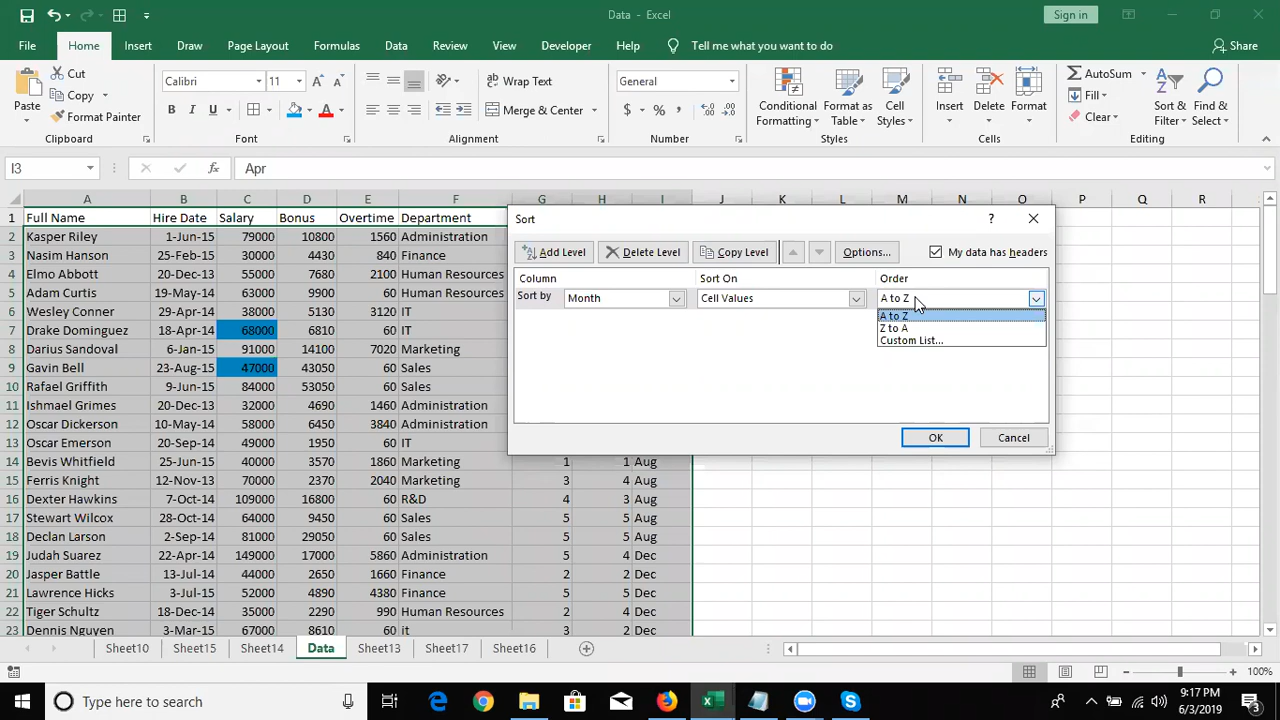 Data - Excel
Sign in
File Home Insert Draw Page Layout Formulas Data Review View Developer Help Tell me what you want to do Share
Paste
Cut
Copy
Format Painter
Clipboard
Calibri 11
B I U
Font
Wrap Text
Merge & Center
Alignment
General
$ % ,
Number
Conditional Formatting
Format as Table
Cell Styles
Styles
Insert Delete Format
Cells
AutoSum
Fill
Clear
Sort & Filter
Find & Select
Editing
I3 fx Apr
A B C D E F G H I J K L M N O P Q R
1 Full Name Hire Date Salary Bonus Overtime Department
2 Kasper Riley 1-Jun-15 79000 10800 1560 Administration
3 Nasim Hanson 25-Feb-15 30000 4430 840 Finance
4 Elmo Abbott 20-Dec-13 55000 7680 2100 Human Resources
5 Adam Curtis 19-May-14 63000 8390 1200 Human Resources
6 Wesley Conner 29-Apr-14 38000 5130 3120 IT
7 Drake Dominguez 18-Apr-14 68000 6810 60 IT
8 Darius Sandoval 6-Jan-15 91000 14100 7020 Marketing
9 Gavin Bell 23-Aug-15 47000 43050 60 Sales
10 Rafael Griffith 9-Jun-15 84000 53050 60 Sales
11 Ishmael Grimes 20-Dec-13 32000 4690 1460 Administration
12 Oscar Dickerson 10-May-14 58000 6450 3840 Administration
13 Oscar Emerson 20-Sep-14 49000 1950 60 IT
14 Bevis Whitfield 25-Jun-15 40000 3570 1860 Marketing 1 1 Aug
15 Ferris Knight 12-Nov-13 70000 2370 2040 Marketing 3 4 Aug
16 Dexter Hawkins 7-Oct-14 109000 16800 60 R&D 4 3 Aug
17 Stewart Wilcox 28-Oct-14 64000 9450 60 Sales 5 5 Aug
18 Declan Larson 2-Sep-14 81000 29050 60 Sales 5 5 Aug
19 Judah Suarez 22-Apr-14 149000 17000 5860 Administration 5 4 Dec
20 Jasper Battle 13-Jul-14 44000 2650 1660 Finance 2 2 Dec
21 Lawrence Hicks 3-Jul-14 52000 4890 4380 Finance 5 5 Dec
22 Tiger Schultz 18-Dec-14 35000 2290 990 Human Resources 2 4 Dec
23 Dennis Nguyen 3-Mar-15 67000 8610 60 it 3 2 Dec
Sort ?
Add Level Delete Level Copy Level Options... My data has headers
Column Sort On Order
Sort by Month Cell Values A to Z
A to Z
Z to A
Custom List...
OK Cancel
Sheet10 Sheet15 Sheet14 Data Sheet13 Sheet17 Sheet16
100%
Type here to search
9:17 PM
6/3/2019